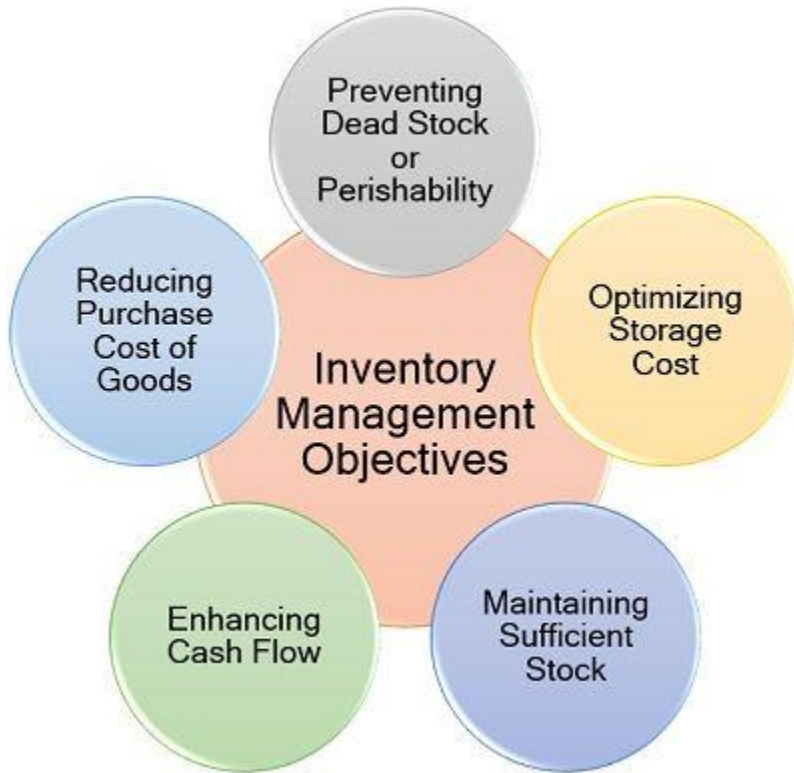 Preventing
Dead Stock
or
Perishability
Reducing
Purchase
Cost of
Goods
Optimizing
Storage
Cost
Inventory
Management
Objectives
Enhancing
Cash Flow
Maintaining
Sufficient
Stock